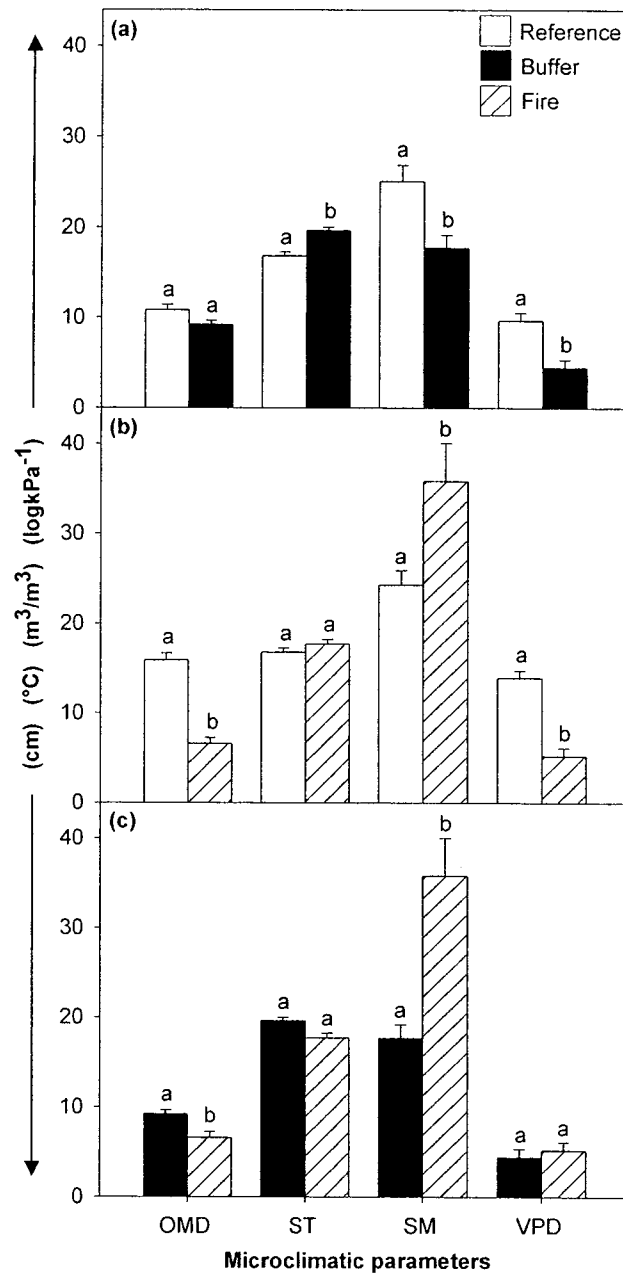 (a)
Reference
Buffer
Fire
40
30
20
10
0
a a a b a b a b
(b)
40
30
20
10
0
a b a a a b a b
(c)
40
30
20
10
0
a b a a a b a a
OMD ST SM VPD
Microclimatic parameters
(cm) (°C) (m³/m³) (logkPa⁻¹)